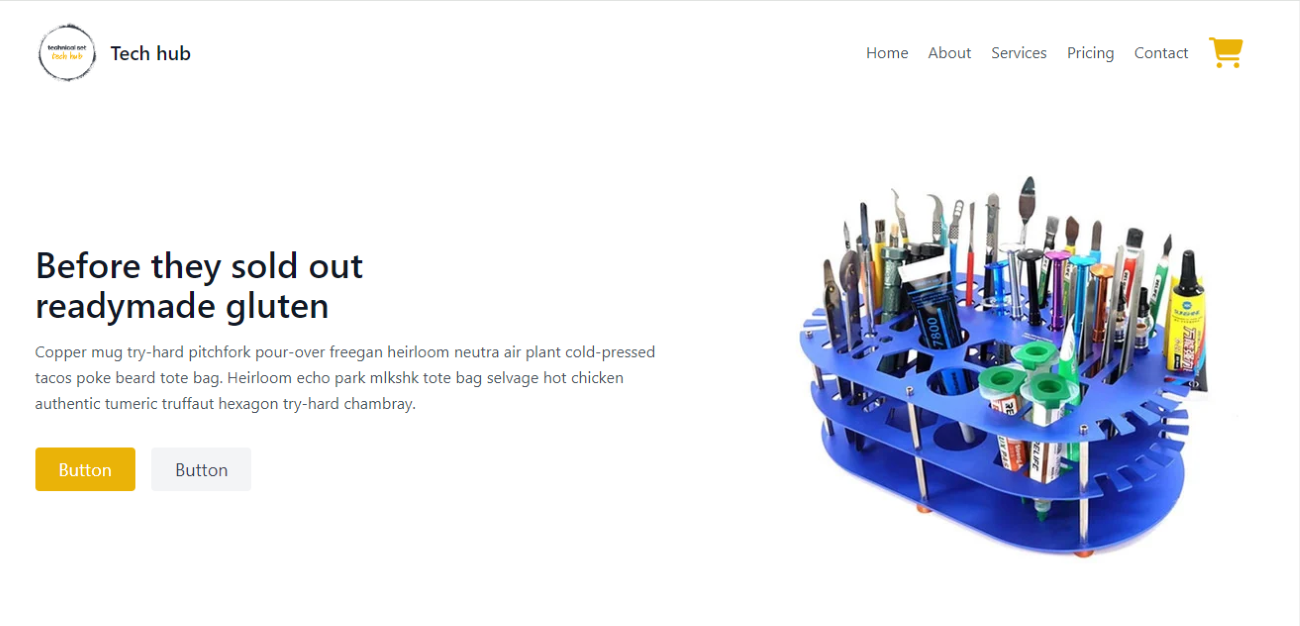 technical net
tech hub
Tech hub
Home About Services Pricing Contact
Before they sold out
readymade gluten
Copper mug try-hard pitchfork pour-over freegan heirloom neutra air plant cold-pressed
tacos poke beard tote bag. Heirloom echo park mlkshk tote bag selvage hot chicken
authentic tumeric truffaut hexagon try-hard chambray.
Button Button
7800
SUNSHINE